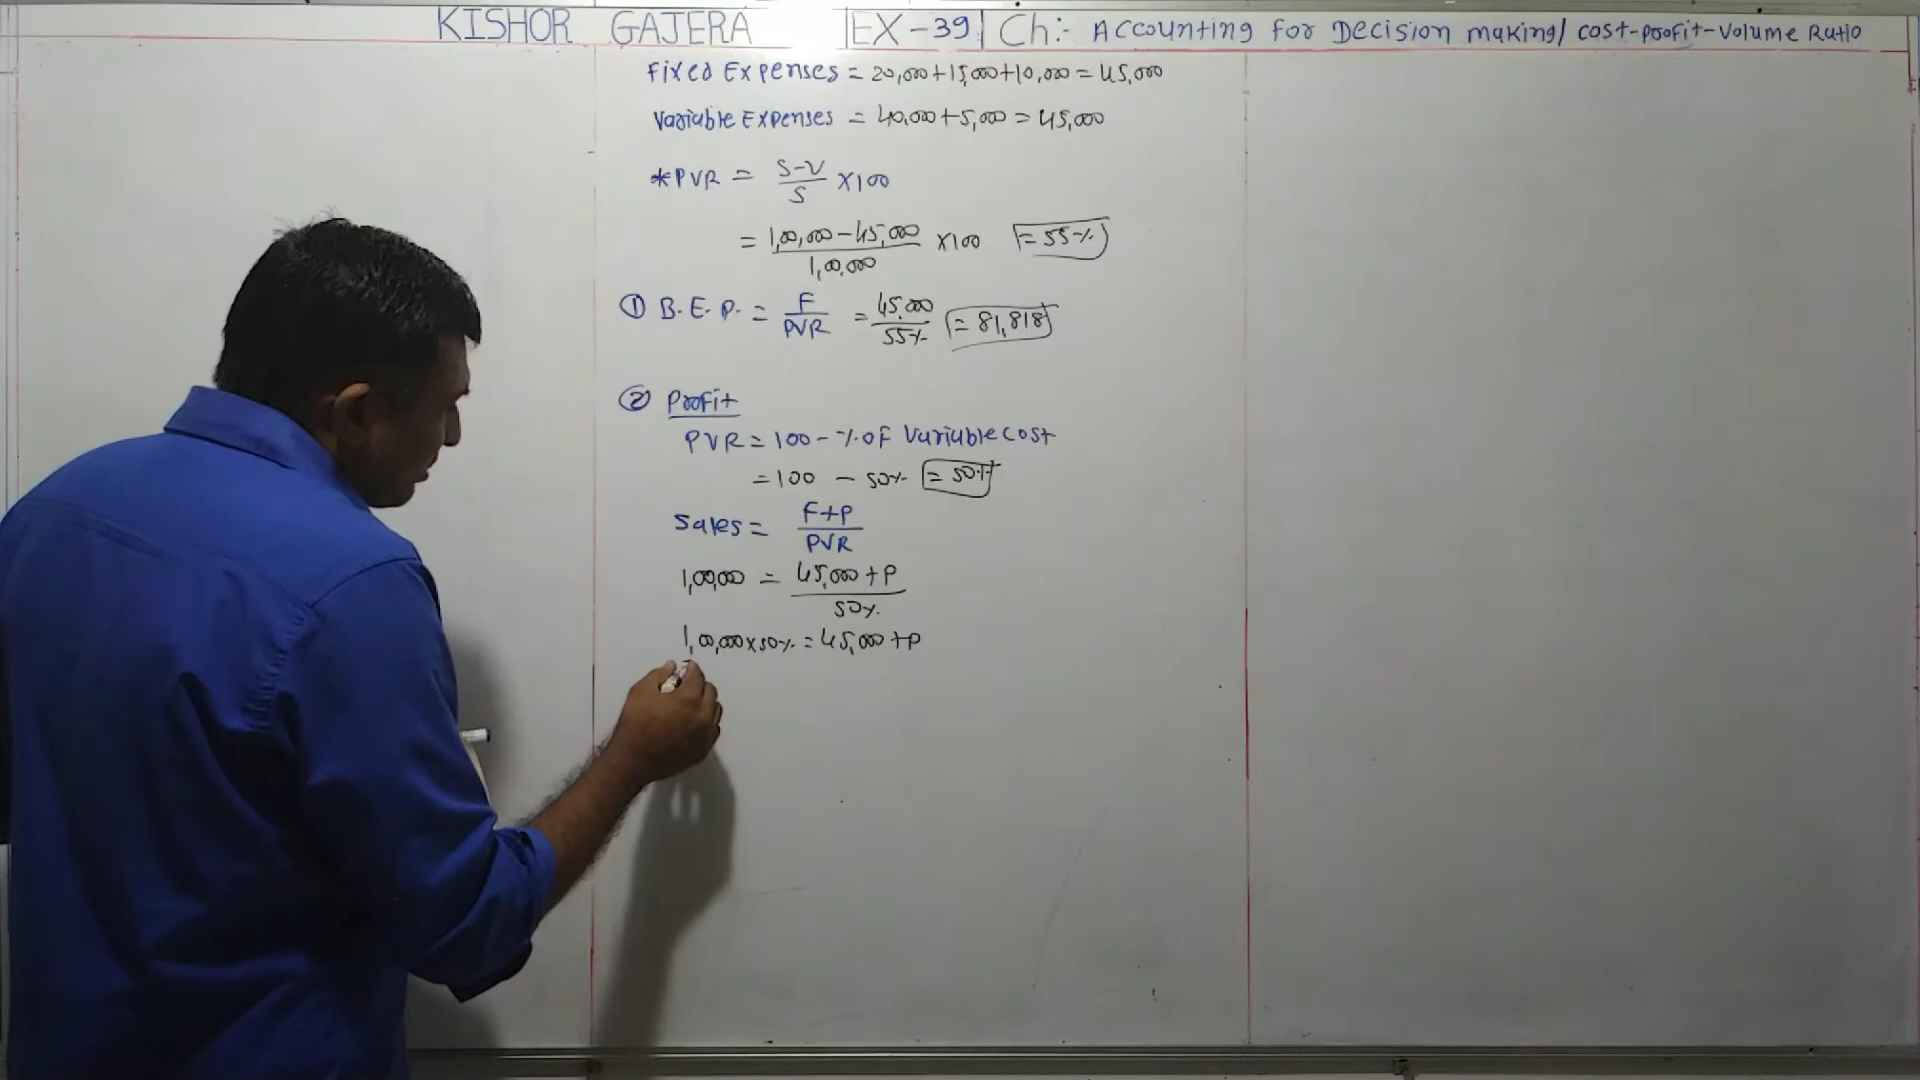 KISHOR GAJERA | EX-39 | Ch:- Accounting for Decision making/ cost-profit-volume Ratio
Fixed Expenses = 20,000+15,000+10,000 = 45,000
Variable Expenses = 40,000+5,000 = 45,000
*PVR = S-V/S ×100
= 1,00,000-45,000/1,00,000 ×100 = 55%
① B.E.P. = F/PVR = 45,000/55% = 81,818
② Profit
PVR = 100 - % of Variable cost
= 100 - 50% = 50%
Sales = F+P/PVR
1,00,000 = 45,000+P/50%
1,00,000×50% = 45,000+P